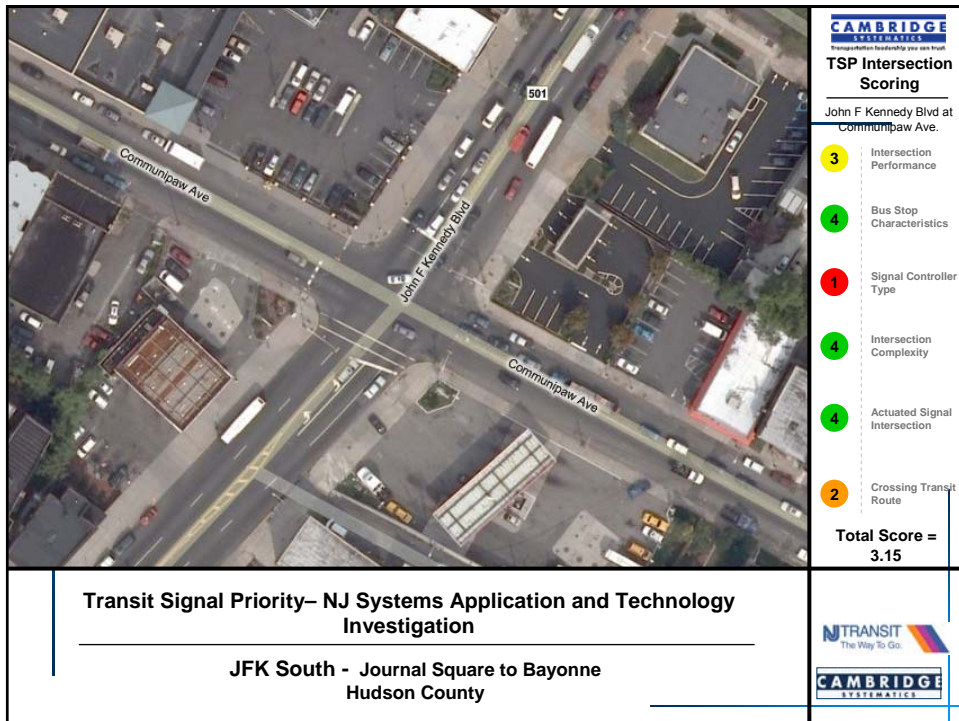 501
Communipaw Ave
John F Kennedy Blvd
Communipaw Ave
CAMBRIDGE
SYSTEMATICS
Transportation leadership you can trust.
TSP Intersection
Scoring
John F Kennedy Blvd at
Communipaw Ave.
3
Intersection
Performance
4
Bus Stop
Characteristics
1
Signal Controller
Type
4
Intersection
Complexity
4
Actuated Signal
Intersection
2
Crossing Transit
Route
Total Score =
3.15
Transit Signal Priority– NJ Systems Application and Technology
Investigation
JFK South - Journal Square to Bayonne
Hudson County
NJTRANSIT
The Way To Go.
CAMBRIDGE
SYSTEMATICS